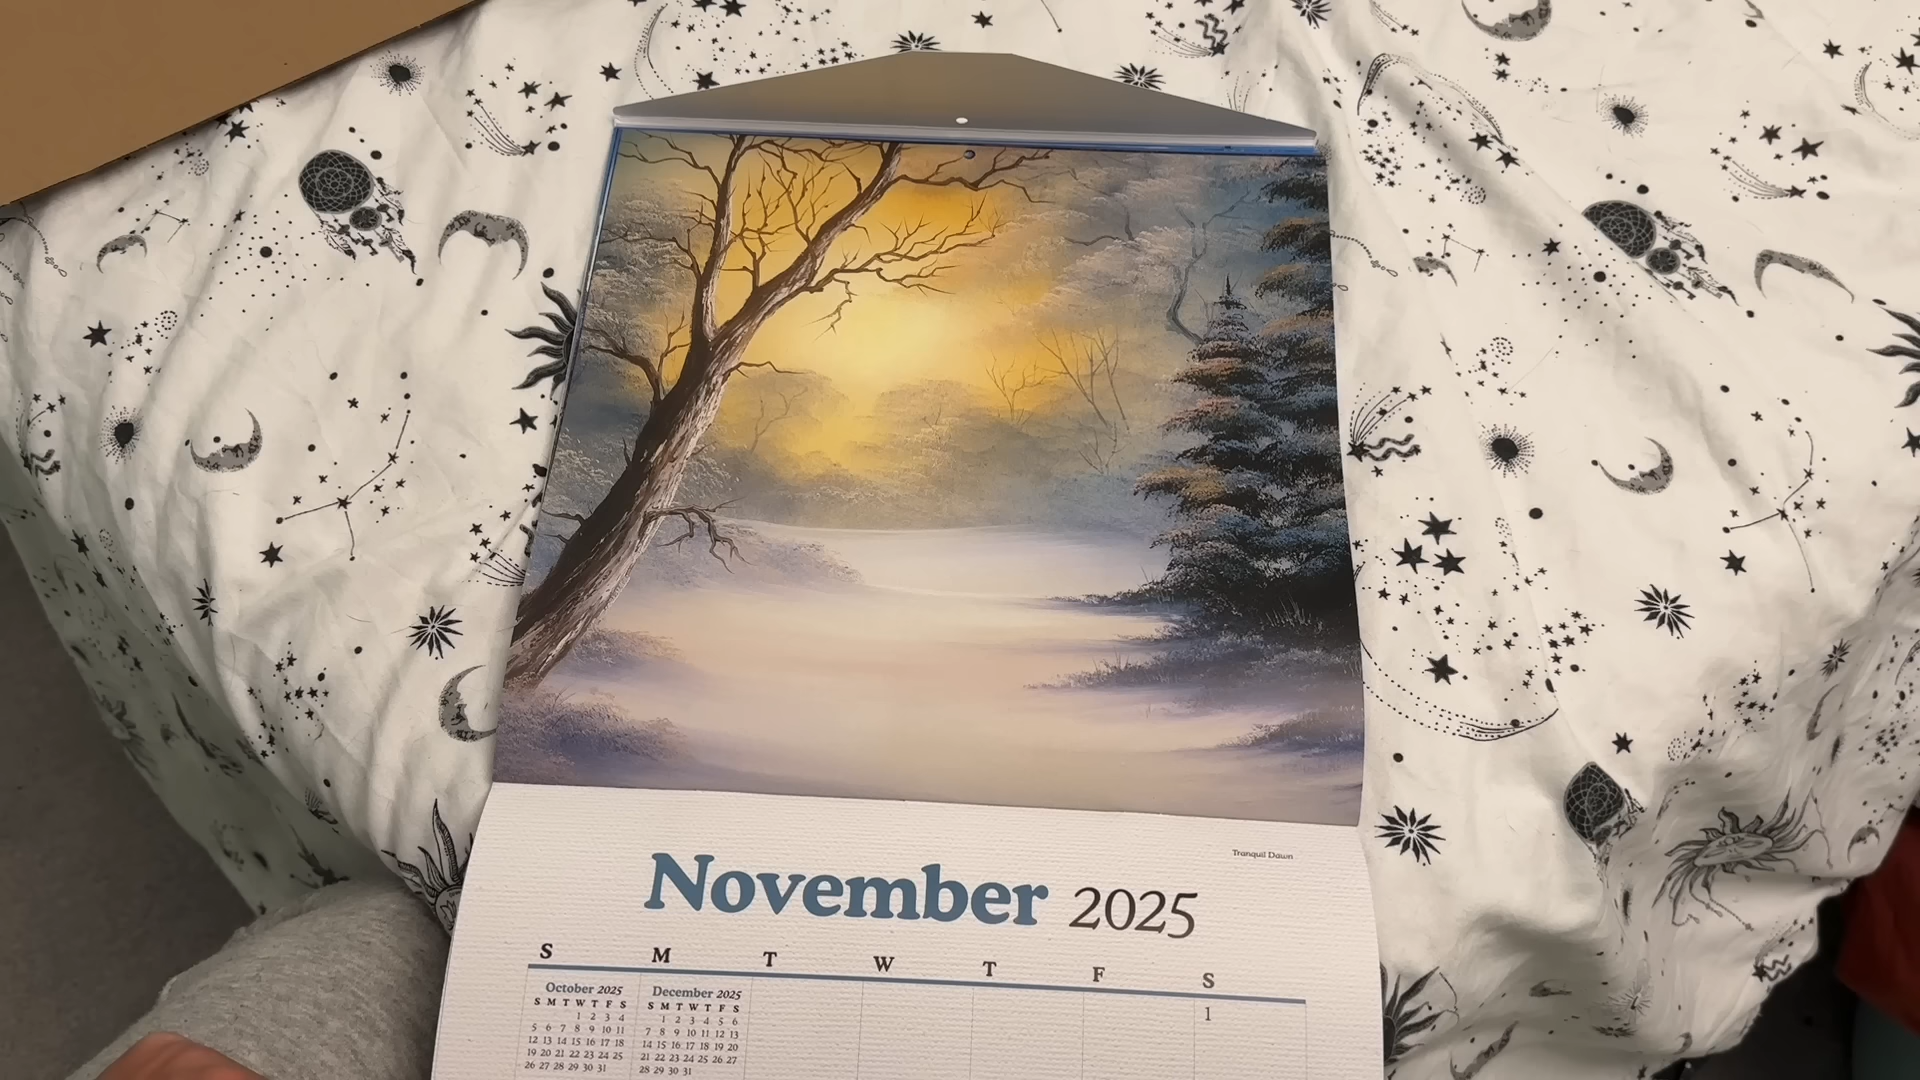 Tranquil Dawn
November 2025
S M T W T F S
October 2025
S M T W T F S
1 2 3 4
5 6 7 8 9 10 11
12 13 14 15 16 17 18
19 20 21 22 23 24 25
26 27 28 29 30 31
December 2025
S M T W T F S
1 2 3 4 5 6
7 8 9 10 11 12 13
14 15 16 17 18 19 20
21 22 23 24 25 26 27
28 29 30 31
1